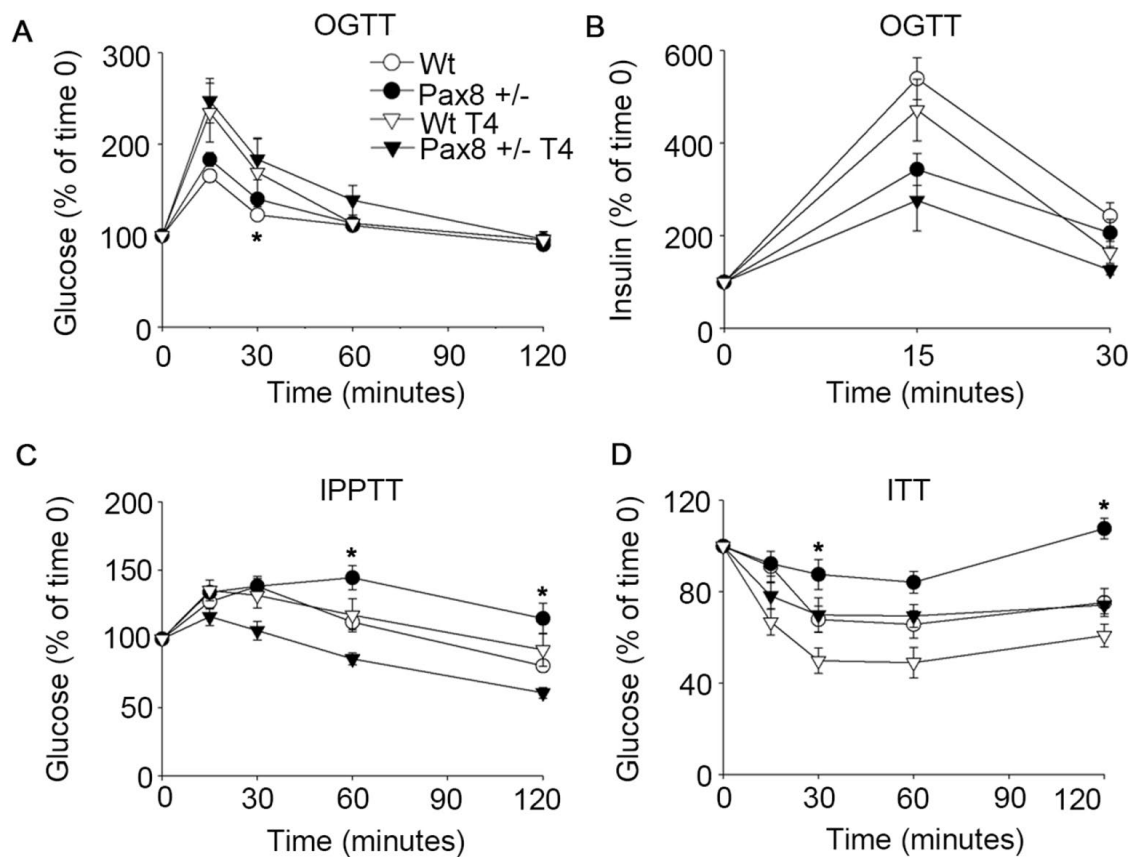 A
OGTT
Glucose (% of time 0)
300
200
100
0
Wt
Pax8 +/-
Wt T4
Pax8 +/- T4
*
0 30 60 90 120
Time (minutes)
B
OGTT
Insulin (% of time 0)
600
400
200
0
0 15 30
Time (minutes)
C
IPPTT
Glucose (% of time 0)
200
150
100
50
0
*
*
0 30 60 90 120
Time (minutes)
D
ITT
Glucose (% of time 0)
120
80
40
0
*
*
0 30 60 90 120
Time (minutes)